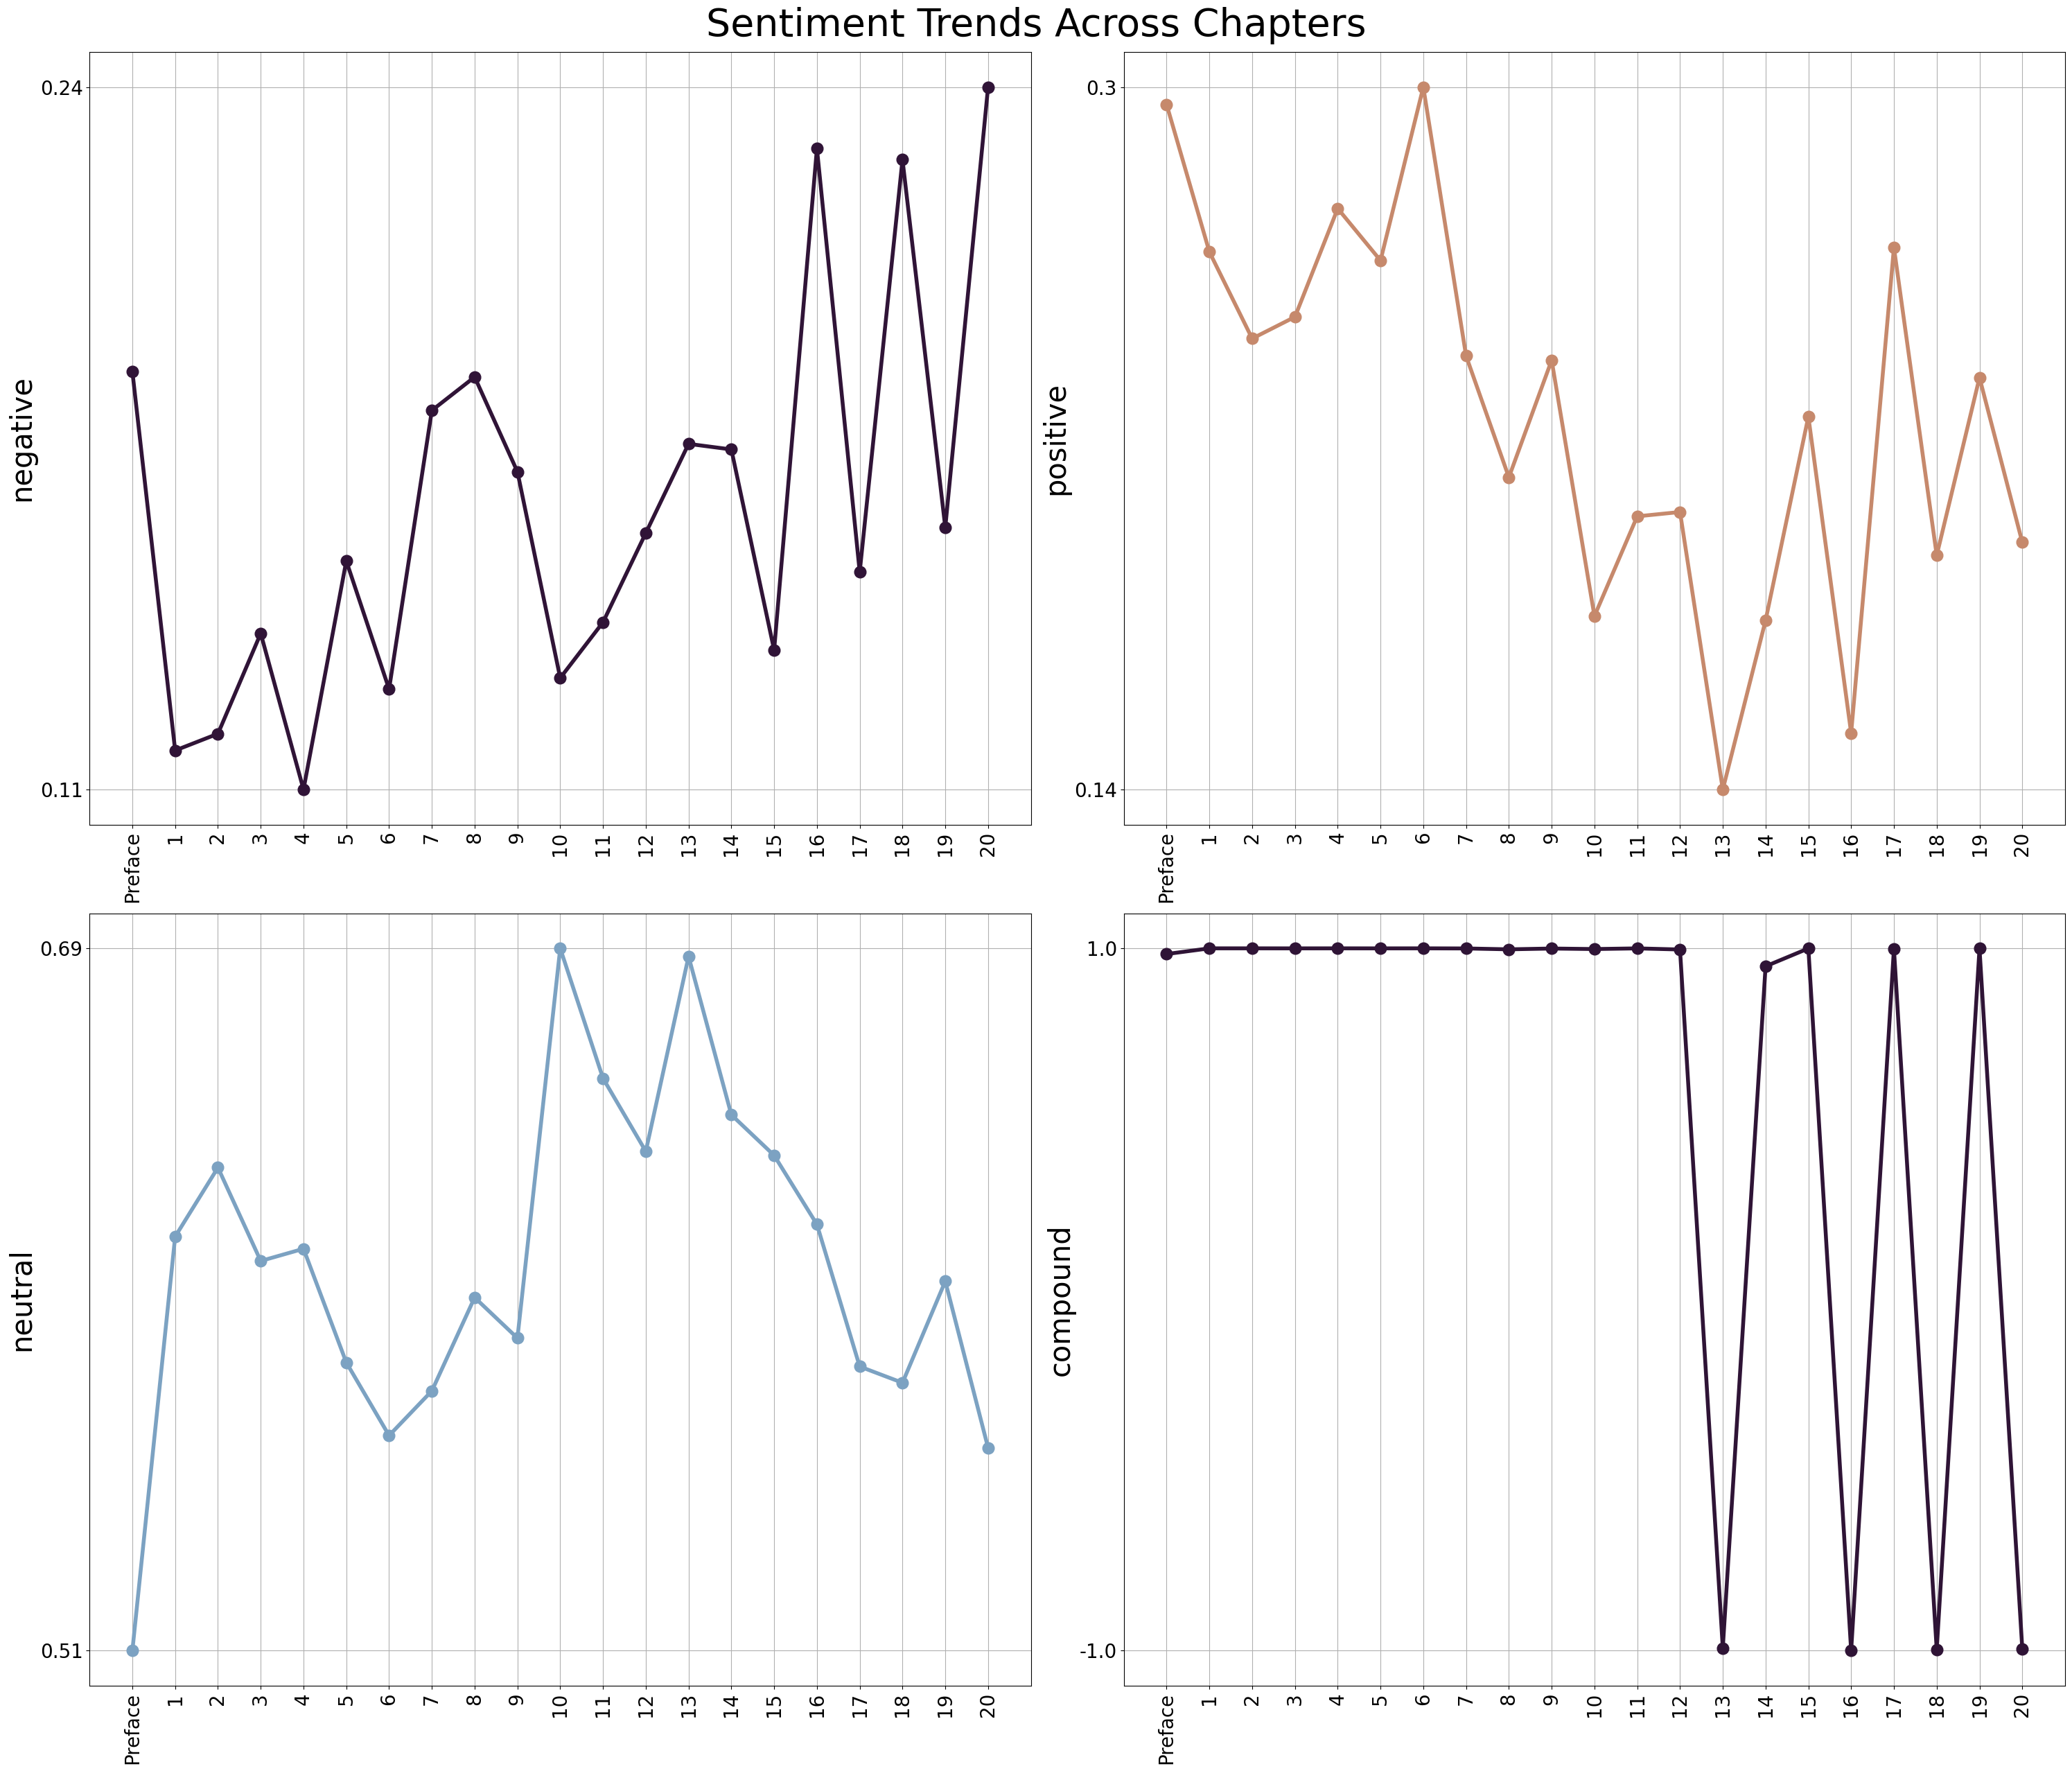 Sentiment Trends Across Chapters
negative
0.24
0.11
Preface 1 2 3 4 5 6 7 8 9 10 11 12 13 14 15 16 17 18 19 20
positive
0.3
0.14
Preface 1 2 3 4 5 6 7 8 9 10 11 12 13 14 15 16 17 18 19 20
neutral
0.69
0.51
Preface 1 2 3 4 5 6 7 8 9 10 11 12 13 14 15 16 17 18 19 20
compound
1.0
-1.0
Preface 1 2 3 4 5 6 7 8 9 10 11 12 13 14 15 16 17 18 19 20